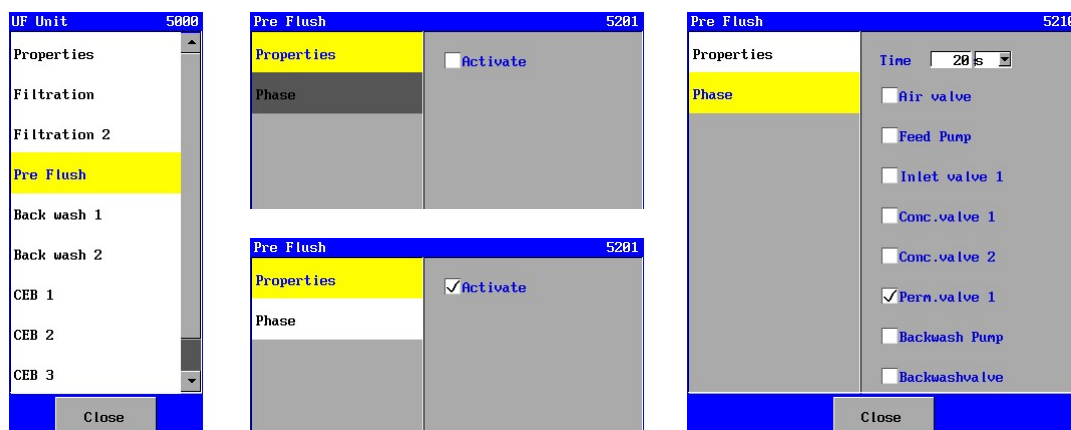 UF Unit 5000
Properties
Filtration
Filtration 2
Pre Flush
Back wash 1
Back wash 2
CEB 1
CEB 2
CEB 3
Close
Pre Flush 5201
Properties
Activate
Phase
Pre Flush 5201
Properties
Activate
Phase
Pre Flush 5210
Properties
Phase
Time 20 s
Air valve
Feed Pump
Inlet valve 1
Conc.valve 1
Conc.valve 2
Perm.valve 1
Backwash Pump
Backwashvalve
Close